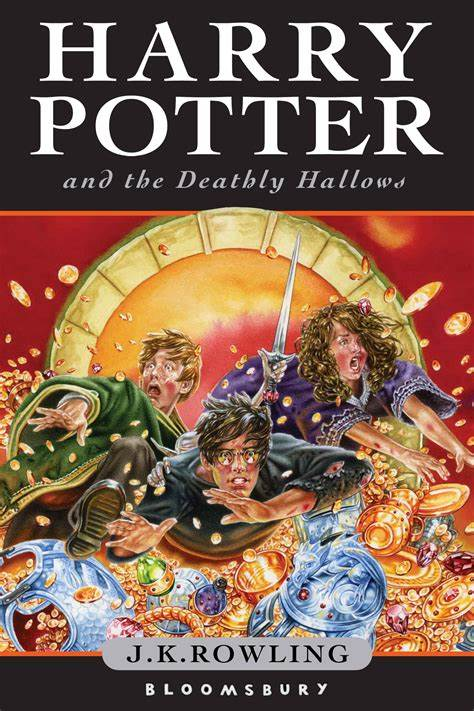 HARRY
POTTER
and the Deathly Hallows
J.K.ROWLING
BLOOMSBURY